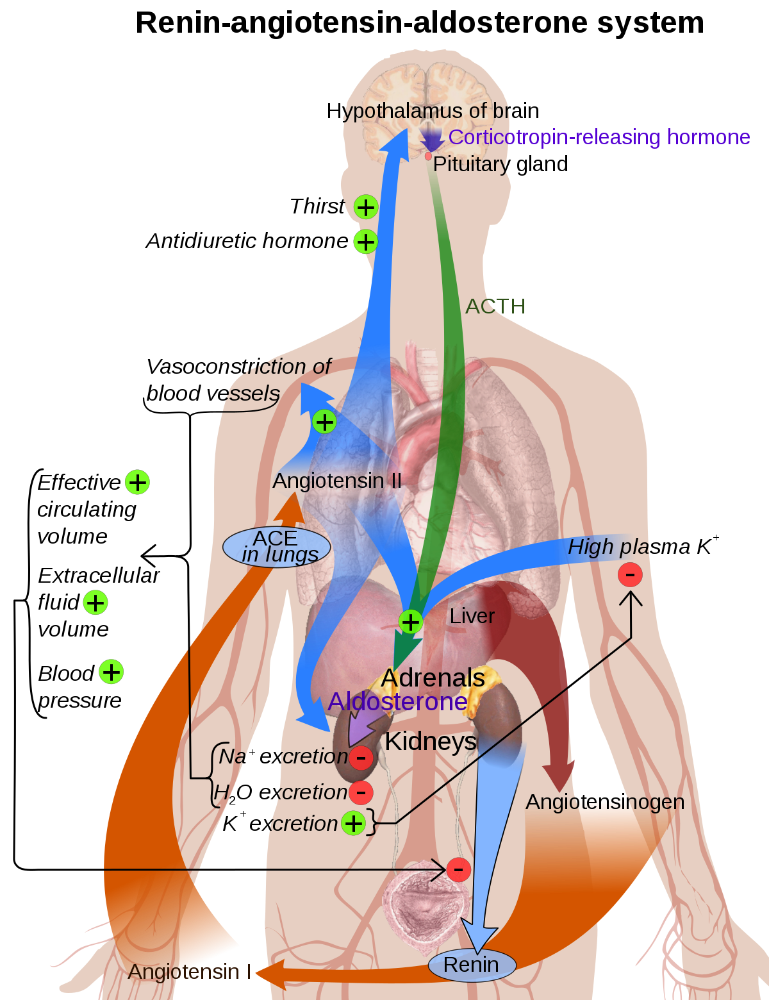 Renin-angiotensin-aldosterone system
Hypothalamus of brain
Corticotropin-releasing hormone
Pituitary gland
Thirst +
Antidiuretic hormone +
ACTH
Vasoconstriction of
blood vessels
+
Effective +
circulating
volume
Angiotensin II
ACE
in lungs
High plasma K⁺
-
Extracellular
fluid +
volume
Liver
+
Blood +
pressure
Adrenals
Aldosterone
Kidneys
Na⁺ excretion -
H₂O excretion -
K⁺ excretion +
Angiotensinogen
-
Renin
Angiotensin I